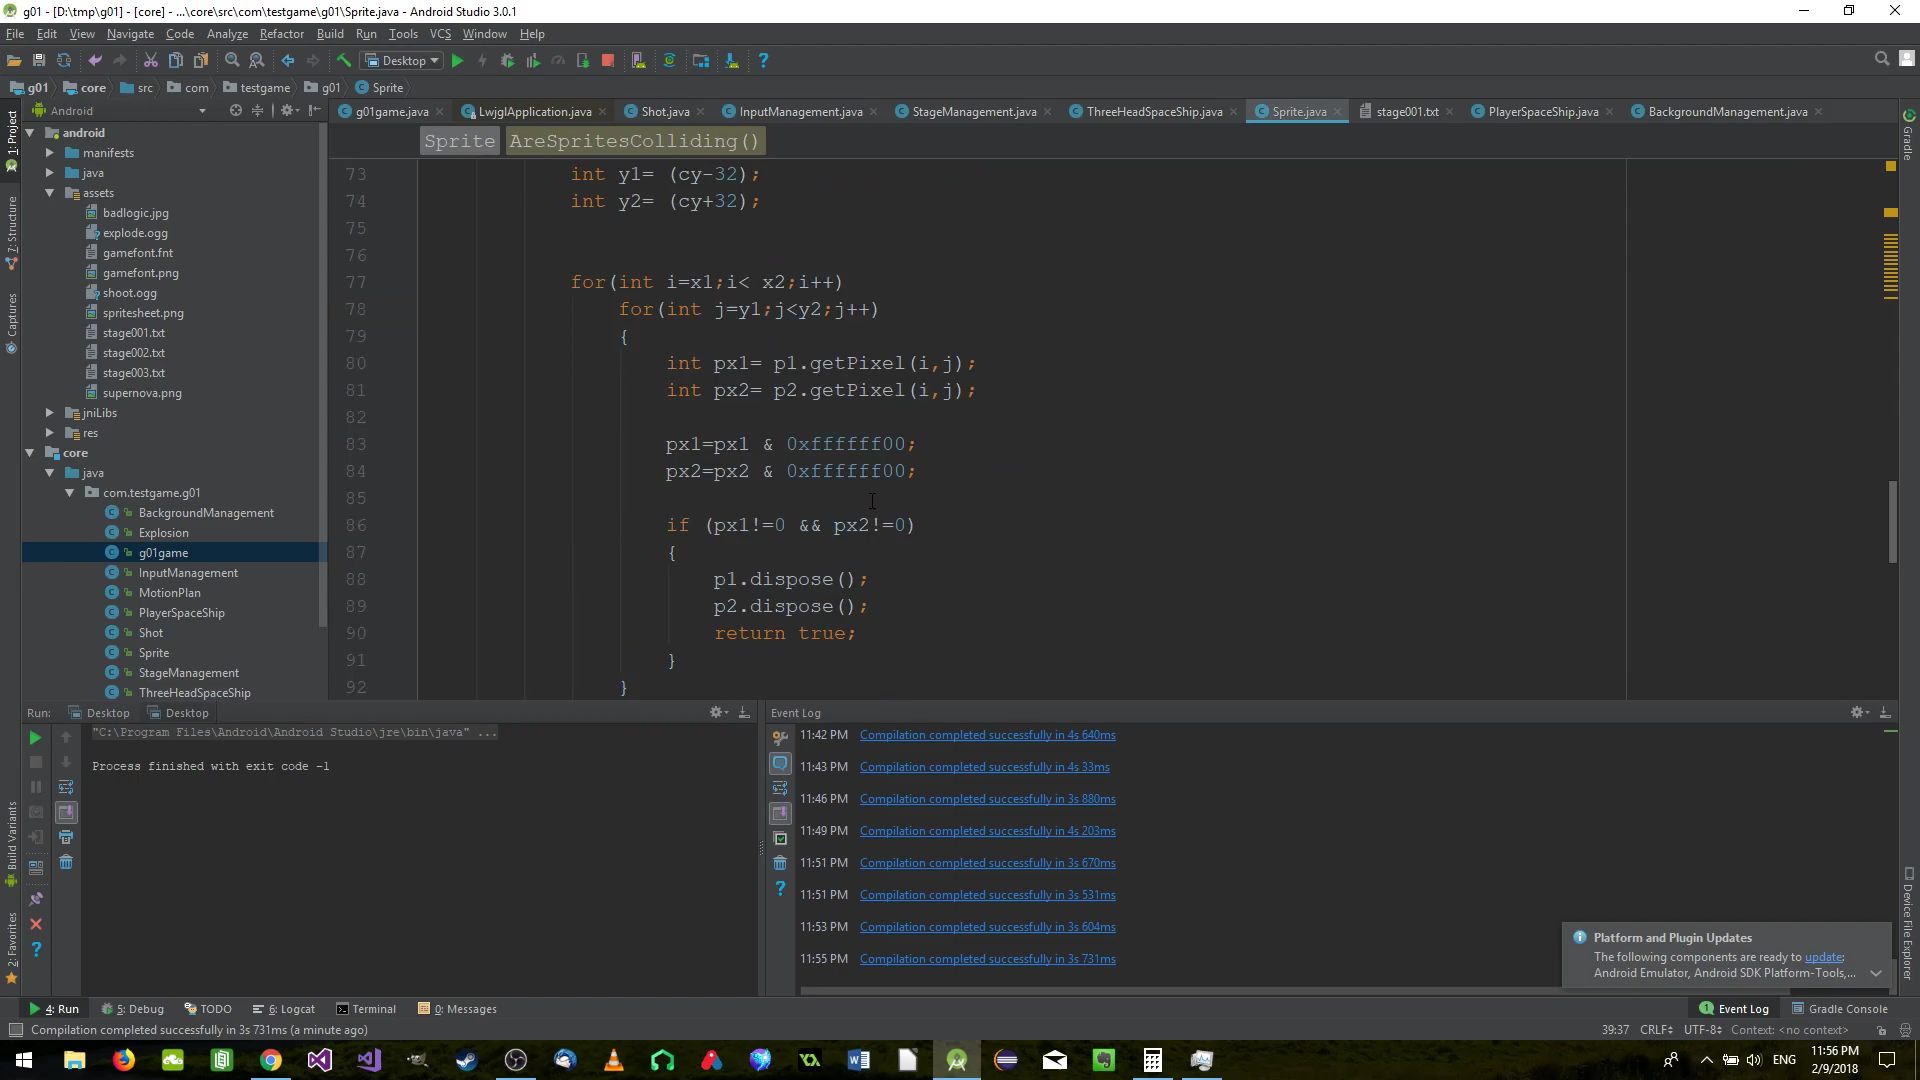 g01 - [D:\tmp\g01] - [core] - ...\core\src\com\testgame\g01\Sprite.java - Android Studio 3.0.1
File Edit View Navigate Code Analyze Refactor Build Run Tools VCS Window Help
Desktop
g01 core src com testgame g01 Sprite
Android
g01game.java LwjglApplication.java Shot.java InputManagement.java StageManagement.java ThreeHeadSpaceShip.java Sprite.java stage001.txt PlayerSpaceShip.java BackgroundManagement.java
Sprite AreSpritesColliding()
1: Project
7: Structure
Captures
Build Variants
2: Favorites
android
manifests
java
assets
badlogic.jpg
explode.ogg
gamefont.fnt
gamefont.png
shoot.ogg
spritesheet.png
stage001.txt
stage002.txt
stage003.txt
supernova.png
jniLibs
res
core
java
com.testgame.g01
BackgroundManagement
Explosion
g01game
InputManagement
MotionPlan
PlayerSpaceShip
Shot
Sprite
StageManagement
ThreeHeadSpaceShip
73 int y1= (cy-32);
74 int y2= (cy+32);
75
76
77 for(int i=x1;i< x2;i++)
78 for(int j=y1;j<y2;j++)
79 {
80 int px1= p1.getPixel(i,j);
81 int px2= p2.getPixel(i,j);
82
83 px1=px1 & 0xffffff00;
84 px2=px2 & 0xffffff00;
85
86 if (px1!=0 && px2!=0)
87 {
88 p1.dispose();
89 p2.dispose();
90 return true;
91 }
92 }
Gradle
Device File Explorer
Run: Desktop Desktop
"C:\Program Files\Android\Android Studio\jre\bin\java" ...
Process finished with exit code -1
Event Log
11:42 PM Compilation completed successfully in 4s 640ms
11:43 PM Compilation completed successfully in 4s 33ms
11:46 PM Compilation completed successfully in 3s 880ms
11:49 PM Compilation completed successfully in 4s 203ms
11:51 PM Compilation completed successfully in 3s 670ms
11:51 PM Compilation completed successfully in 3s 531ms
11:53 PM Compilation completed successfully in 3s 604ms
11:55 PM Compilation completed successfully in 3s 731ms
Platform and Plugin Updates
The following components are ready to update:
Android Emulator, Android SDK Platform-Tools,...
4: Run 5: Debug TODO 6: Logcat Terminal 0: Messages 1 Event Log Gradle Console
Compilation completed successfully in 3s 731ms (a minute ago) 39:37 CRLF UTF-8 Context: <no context>
ENG
11:56 PM
2/9/2018